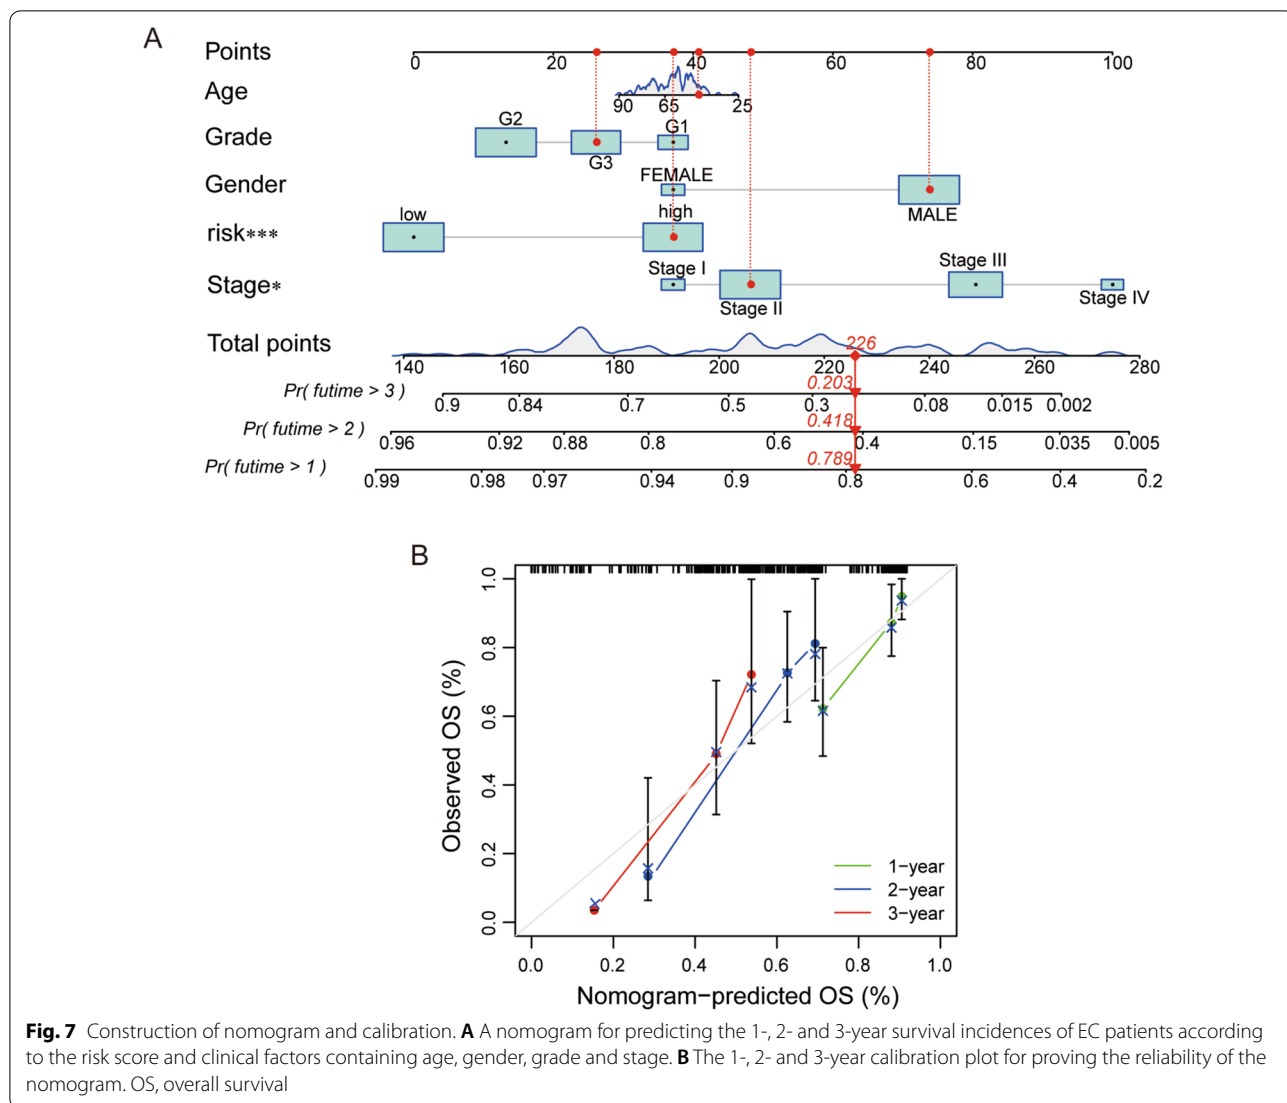 A
Points
0 20 40 60 80 100
Age
90 65 25
Grade
G2 G3 G1
Gender
FEMALE MALE
risk***
low high
Stage*
Stage I Stage II Stage III Stage IV
Total points
226
140 160 180 200 220 240 260 280
Pr( futime > 3 )
0.203
0.9 0.84 0.7 0.5 0.3 0.08 0.015 0.002
Pr( futime > 2 )
0.418
0.96 0.92 0.88 0.8 0.6 0.4 0.15 0.035 0.005
Pr( futime > 1 )
0.789
0.99 0.98 0.97 0.94 0.9 0.8 0.6 0.4 0.2
B
Observed OS (%)
1.0
0.8
0.6
0.4
0.2
0.0
1−year
2−year
3−year
0.0 0.2 0.4 0.6 0.8 1.0
Nomogram−predicted OS (%)
Fig. 7 Construction of nomogram and calibration. A A nomogram for predicting the 1-, 2- and 3-year survival incidences of EC patients according
to the risk score and clinical factors containing age, gender, grade and stage. B The 1-, 2- and 3-year calibration plot for proving the reliability of the
nomogram. OS, overall survival